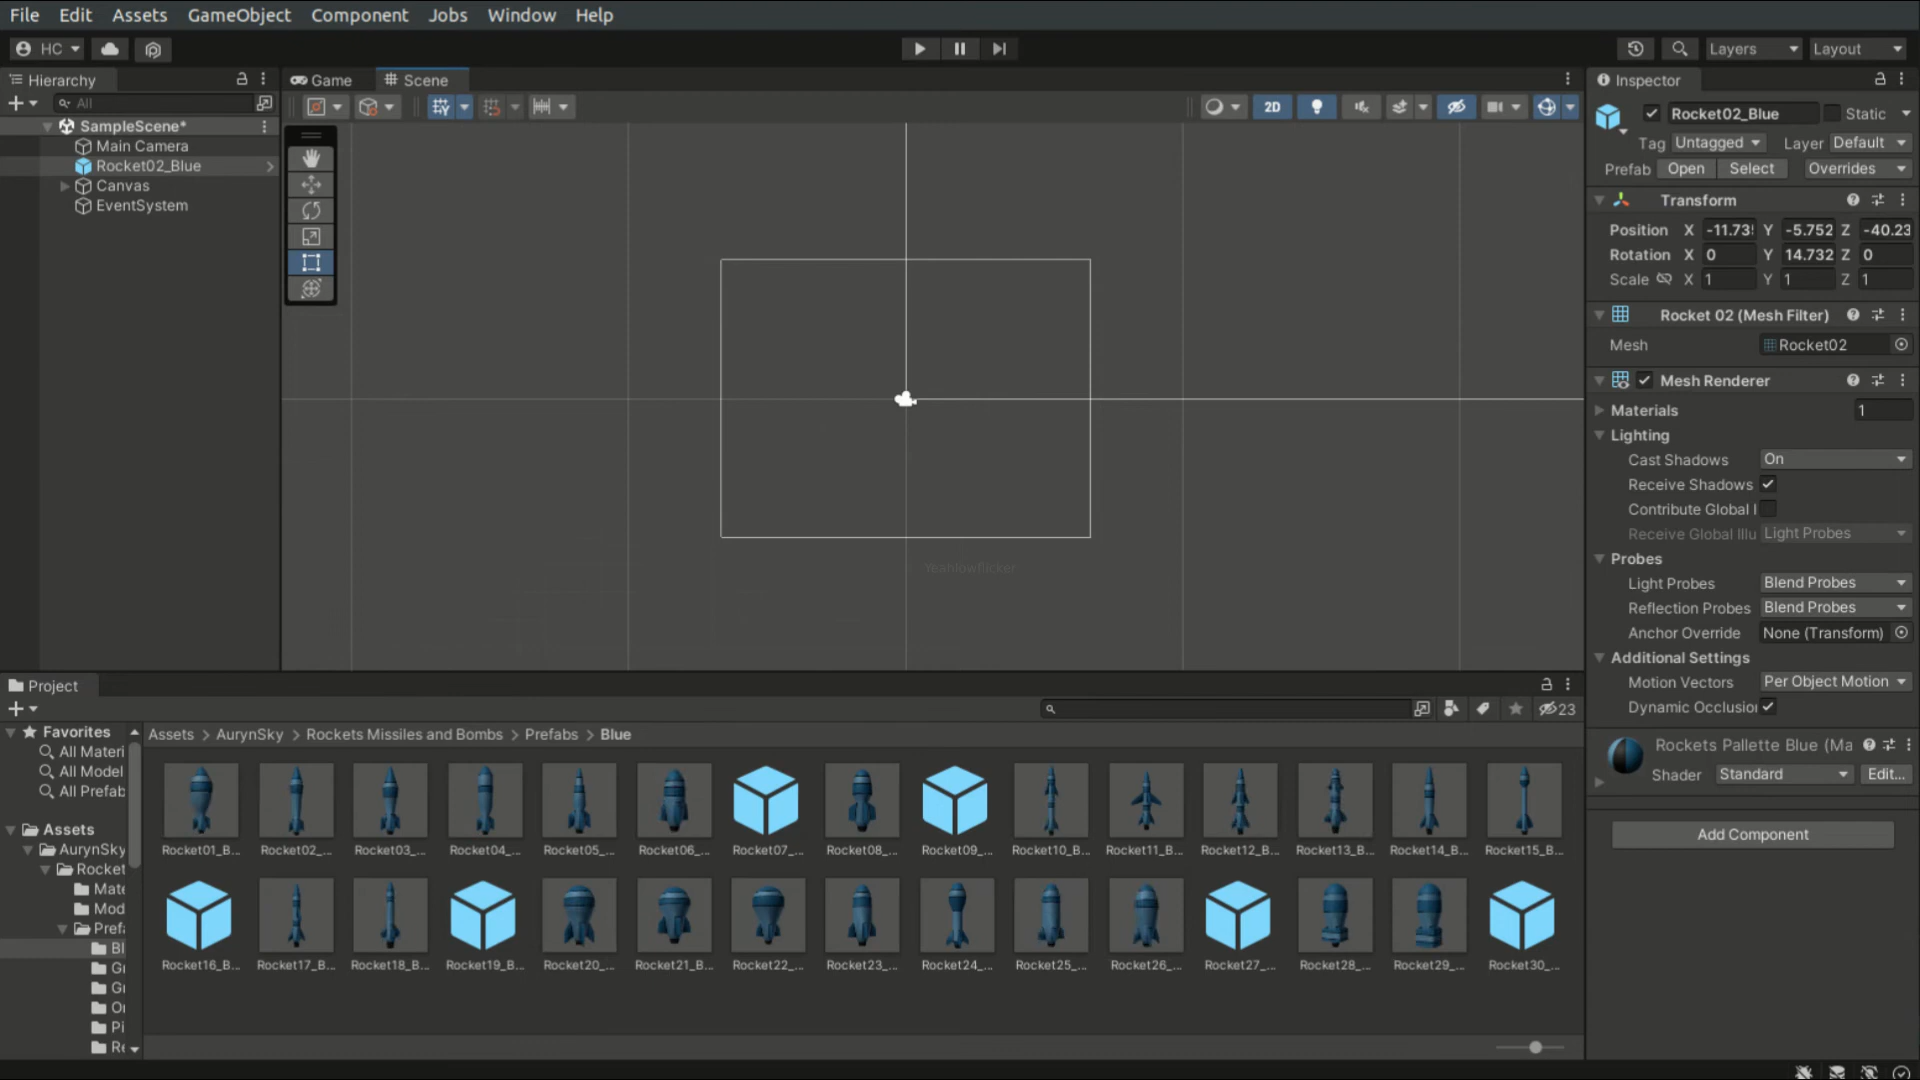 File Edit Assets GameObject Component Jobs Window Help
HC
Layers
Layout
Hierarchy
All
SampleScene*
Main Camera
Rocket02_Blue
Canvas
EventSystem
Game
Scene
2D
Yeahlowflicker
Inspector
Rocket02_Blue
Static
Tag Untagged Layer Default
Prefab Open Select Overrides
Transform
Position X -11.73 Y -5.752 Z -40.23
Rotation X 0 Y 14.732 Z 0
Scale X 1 Y 1 Z 1
Rocket 02 (Mesh Filter)
Mesh Rocket02
Mesh Renderer
Materials 1
Lighting
Cast Shadows On
Receive Shadows
Contribute Global I
Receive Global Illu Light Probes
Probes
Light Probes Blend Probes
Reflection Probes Blend Probes
Anchor Override None (Transform)
Additional Settings
Motion Vectors Per Object Motion
Dynamic Occlusio
Rockets Pallette Blue (Ma
Shader Standard Edit...
Add Component
Project
23
Favorites
All Materi
All Model
All Prefab
Assets
AurynSky
Rocket
Mate
Mod
Prefa
Bl
Gr
Gr
Or
Pi
Re
Assets > AurynSky > Rockets Missiles and Bombs > Prefabs > Blue
Rocket01_B... Rocket02_... Rocket03_... Rocket04_... Rocket05_... Rocket06_... Rocket07_... Rocket08_... Rocket09_... Rocket10_B... Rocket11_B... Rocket12_B... Rocket13_B... Rocket14_B... Rocket15_B...
Rocket16_B... Rocket17_B... Rocket18_B... Rocket19_B... Rocket20_... Rocket21_B... Rocket22_... Rocket23_... Rocket24_... Rocket25_... Rocket26_... Rocket27_... Rocket28_... Rocket29_... Rocket30_...